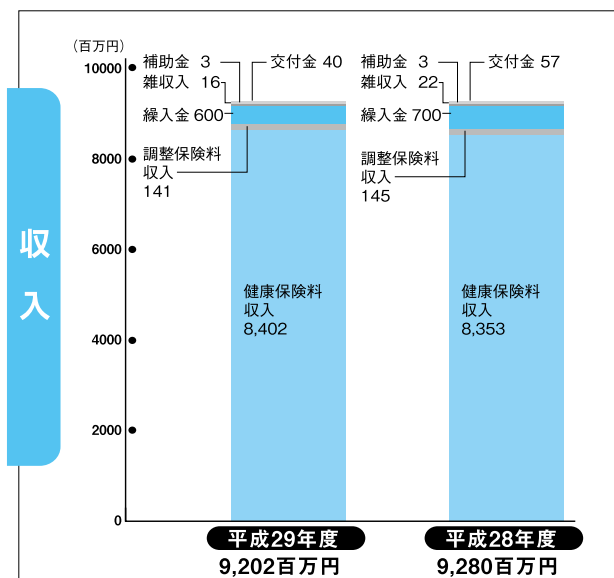 収入
（百万円）
10000
8000
6000
4000
2000
0
補助金 3
交付金 40
雑収入 16
繰入金 600
調整保険料
収入
141
健康保険料
収入
8,402
補助金 3
交付金 57
雑収入 22
繰入金 700
調整保険料
収入
145
健康保険料
収入
8,353
平成29年度
9,202百万円
平成28年度
9,280百万円